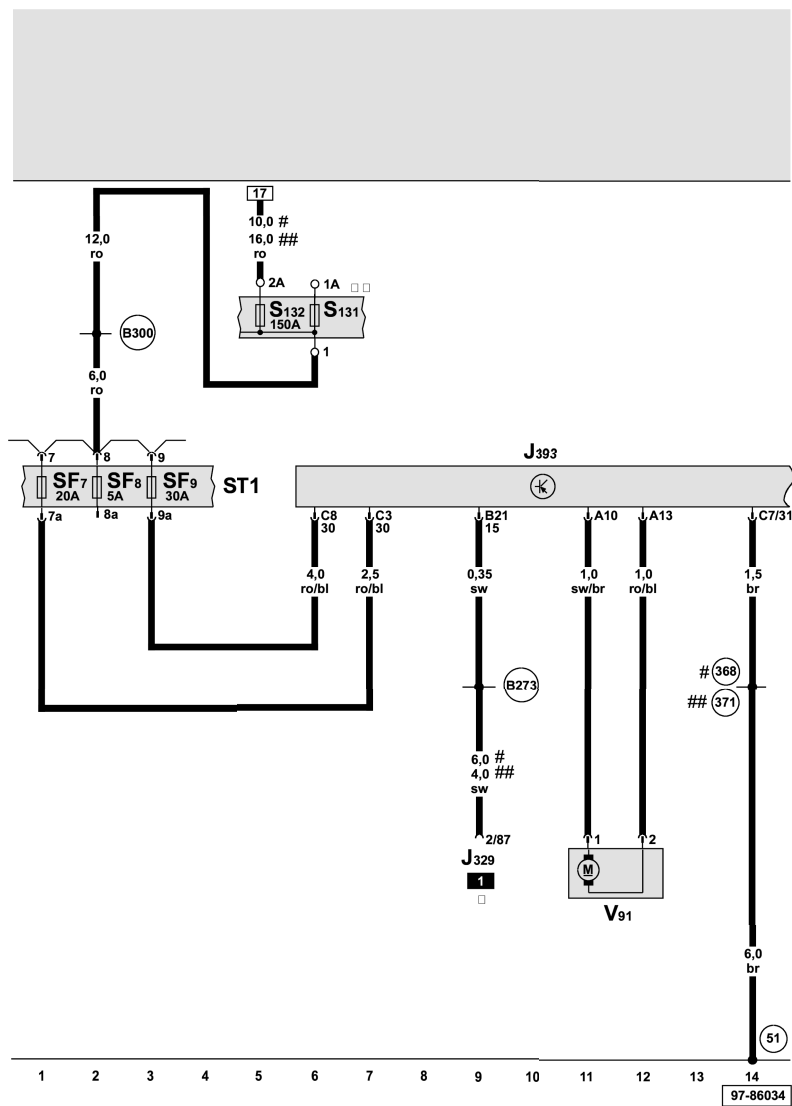 17
10,0 #
16,0 ##
ro
12,0
ro
2A
1A
S132
150A
S131
B300
1
6,0
ro
7
8
9
SF7
20A
SF8
5A
SF9
30A
ST1
J393
7a
8a
9a
C8
30
C3
30
B21
15
A10
A13
C7/31
4,0
ro/bl
2,5
ro/bl
0,35
sw
1,0
sw/br
1,0
ro/bl
1,5
br
B273
# 368
## 371
6,0 #
4,0 ##
sw
2/87
J329
1
1
2
M
V91
6,0
br
51
1 2 3 4 5 6 7 8 9 10 11 12 13 14
97-86034